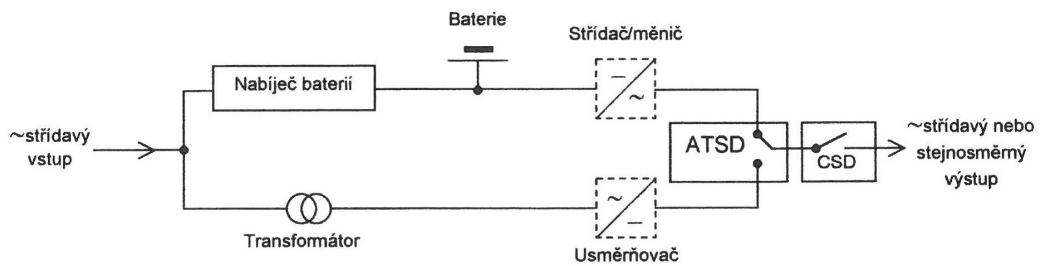 Baterie
Střídač/měnič
Nabíječ baterií
~střídavý
vstup
ATSD
CSD
~střídavý nebo
stejnosměrný
výstup
Transformátor
Usměrňovač